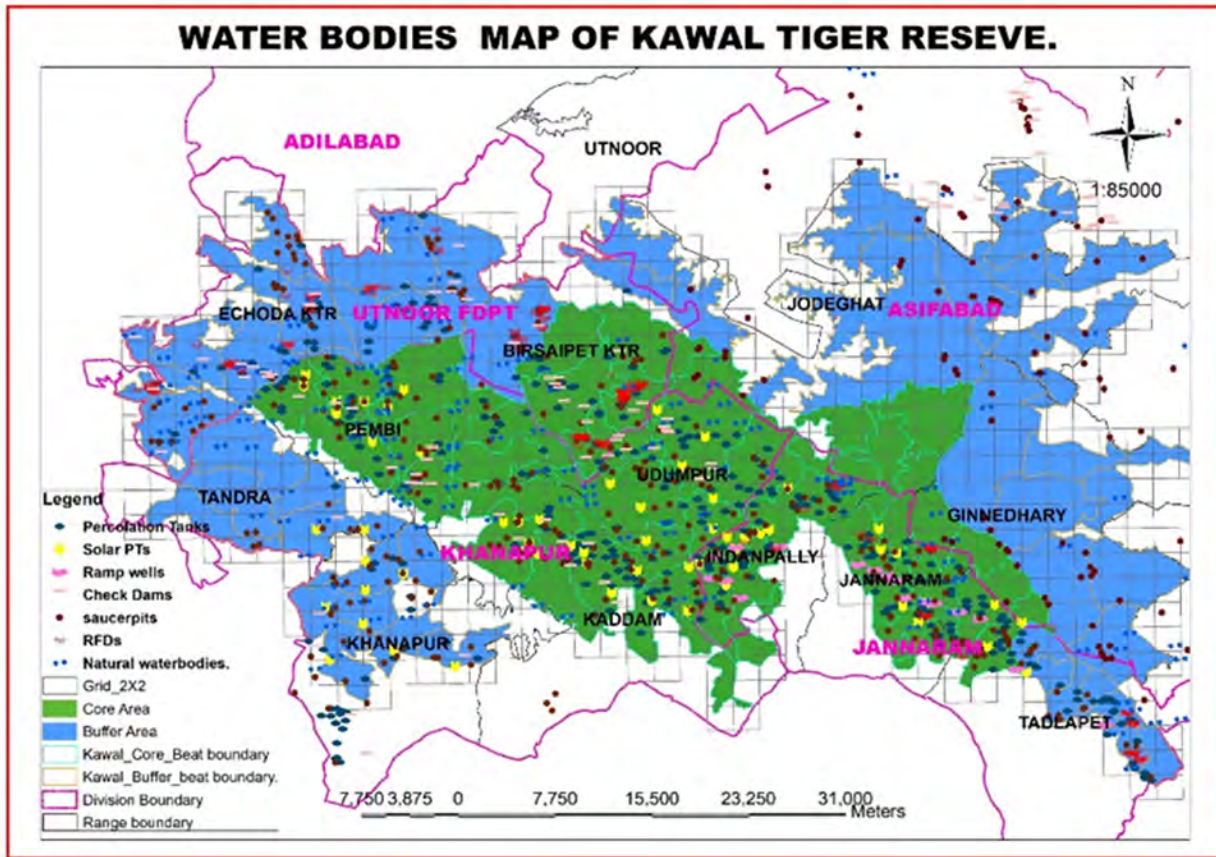 WATER BODIES MAP OF KAWAL TIGER RESEVE.
N
1:85000
ADILABAD
UTNOOR
JODEGHAT
ASIFABAD
ECHODA KTR
UTNOOR FDPT
BIRSAIPET KTR
PEMBI
UDUMPUR
TANDRA
GINNEDHARY
KHANAPUR
INDANPALLY
JANNARAM
KADDAM
KHANAPUR
JANNARAM
TADLAPET
Legend
Percolation Tanks
Solar PTs
Ramp wells
Check Dams
saucerpits
RFDs
Natural waterbodies.
Grid_2X2
Core Area
Buffer Area
Kawal_Core_Beat boundary
Kawal_Buffer_beat boundary.
Division Boundary
Range boundary
7,750 3,875 0 7,750 15,500 23,250 31,000
Meters